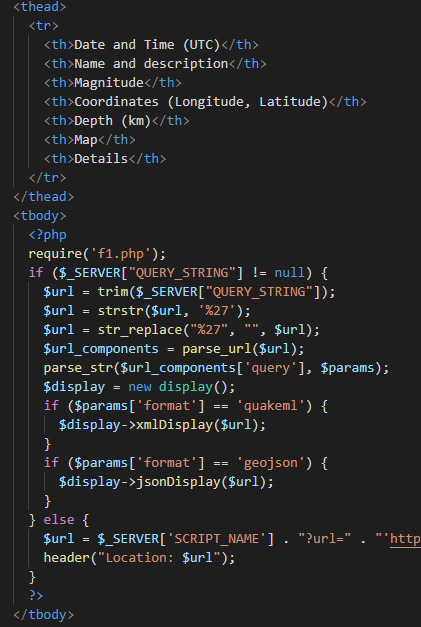 <thead>
<tr>
<th>Date and Time (UTC)</th>
<th>Name and description</th>
<th>Magnitude</th>
<th>Coordinates (Longitude, Latitude)</th>
<th>Depth (km)</th>
<th>Map</th>
<th>Details</th>
</tr>
</thead>
<tbody>
<?php
require('f1.php');
if ($_SERVER["QUERY_STRING"] != null) {
$url = trim($_SERVER["QUERY_STRING"]);
$url = strstr($url, '%27');
$url = str_replace("%27", "", $url);
$url_components = parse_url($url);
parse_str($url_components['query'], $params);
$display = new display();
if ($params['format'] == 'quakeml') {
$display->xmlDisplay($url);
}
if ($params['format'] == 'geojson') {
$display->jsonDisplay($url);
}
} else {
$url = $_SERVER['SCRIPT_NAME'] . "?url=" . "'http
header("Location: $url");
}
?>
</tbody>